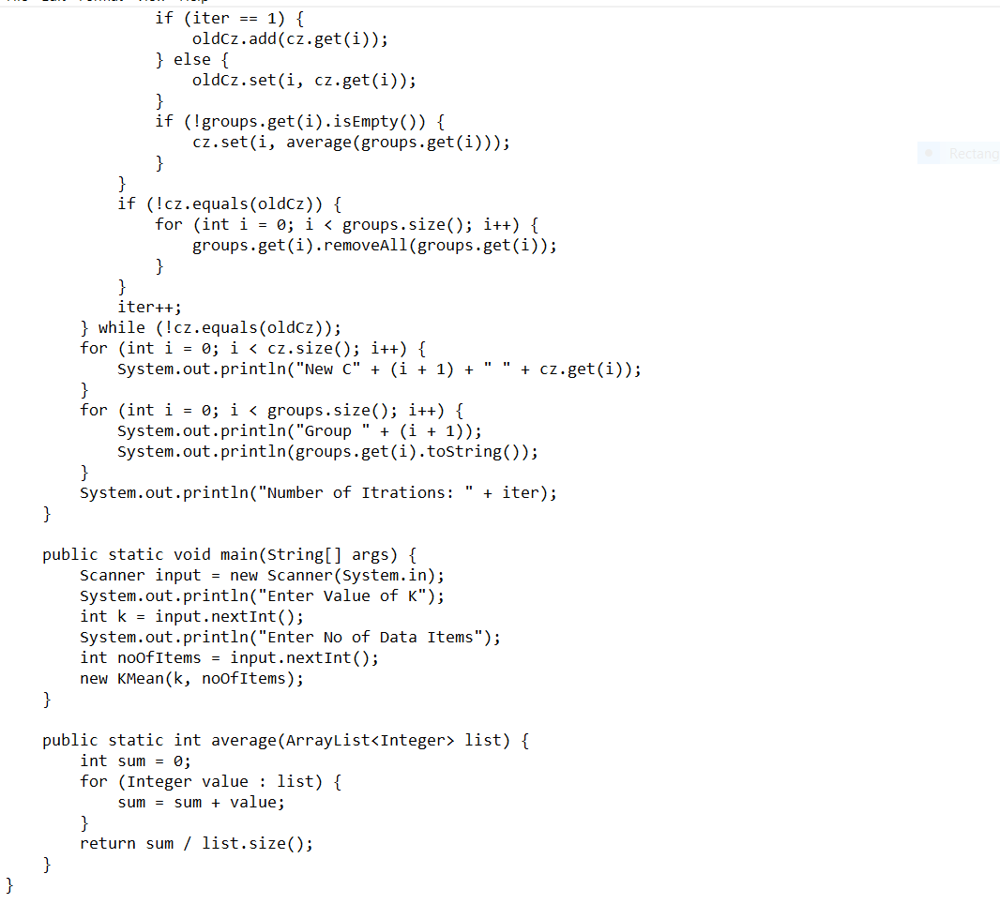 if (iter == 1) {
                    oldCz.add(cz.get(i));
                } else {
                    oldCz.set(i, cz.get(i));
                }
                if (!groups.get(i).isEmpty()) {
                    cz.set(i, average(groups.get(i)));
                }
            }
            if (!cz.equals(oldCz)) {
                for (int i = 0; i < groups.size(); i++) {
                    groups.get(i).removeAll(groups.get(i));
                }
            }
            iter++;
        } while (!cz.equals(oldCz));
        for (int i = 0; i < cz.size(); i++) {
            System.out.println("New C" + (i + 1) + " " + cz.get(i));
        }
        for (int i = 0; i < groups.size(); i++) {
            System.out.println("Group " + (i + 1));
            System.out.println(groups.get(i).toString());
        }
        System.out.println("Number of Itrations: " + iter);
    }

    public static void main(String[] args) {
        Scanner input = new Scanner(System.in);
        System.out.println("Enter Value of K");
        int k = input.nextInt();
        System.out.println("Enter No of Data Items");
        int noOfItems = input.nextInt();
        new KMean(k, noOfItems);
    }

    public static int average(ArrayList<Integer> list) {
        int sum = 0;
        for (Integer value : list) {
            sum = sum + value;
        }
        return sum / list.size();
    }
}
Rectang